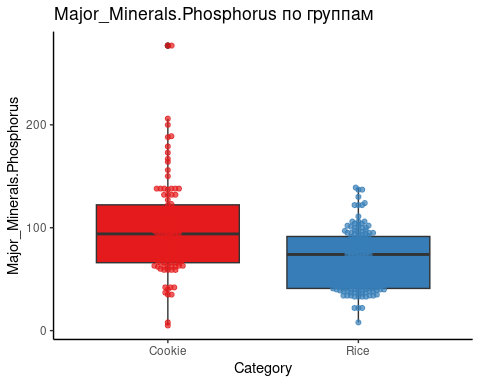 Major_Minerals.Phosphorus по группам
Major_Minerals.Phosphorus
200
100
0
Cookie
Rice
Category